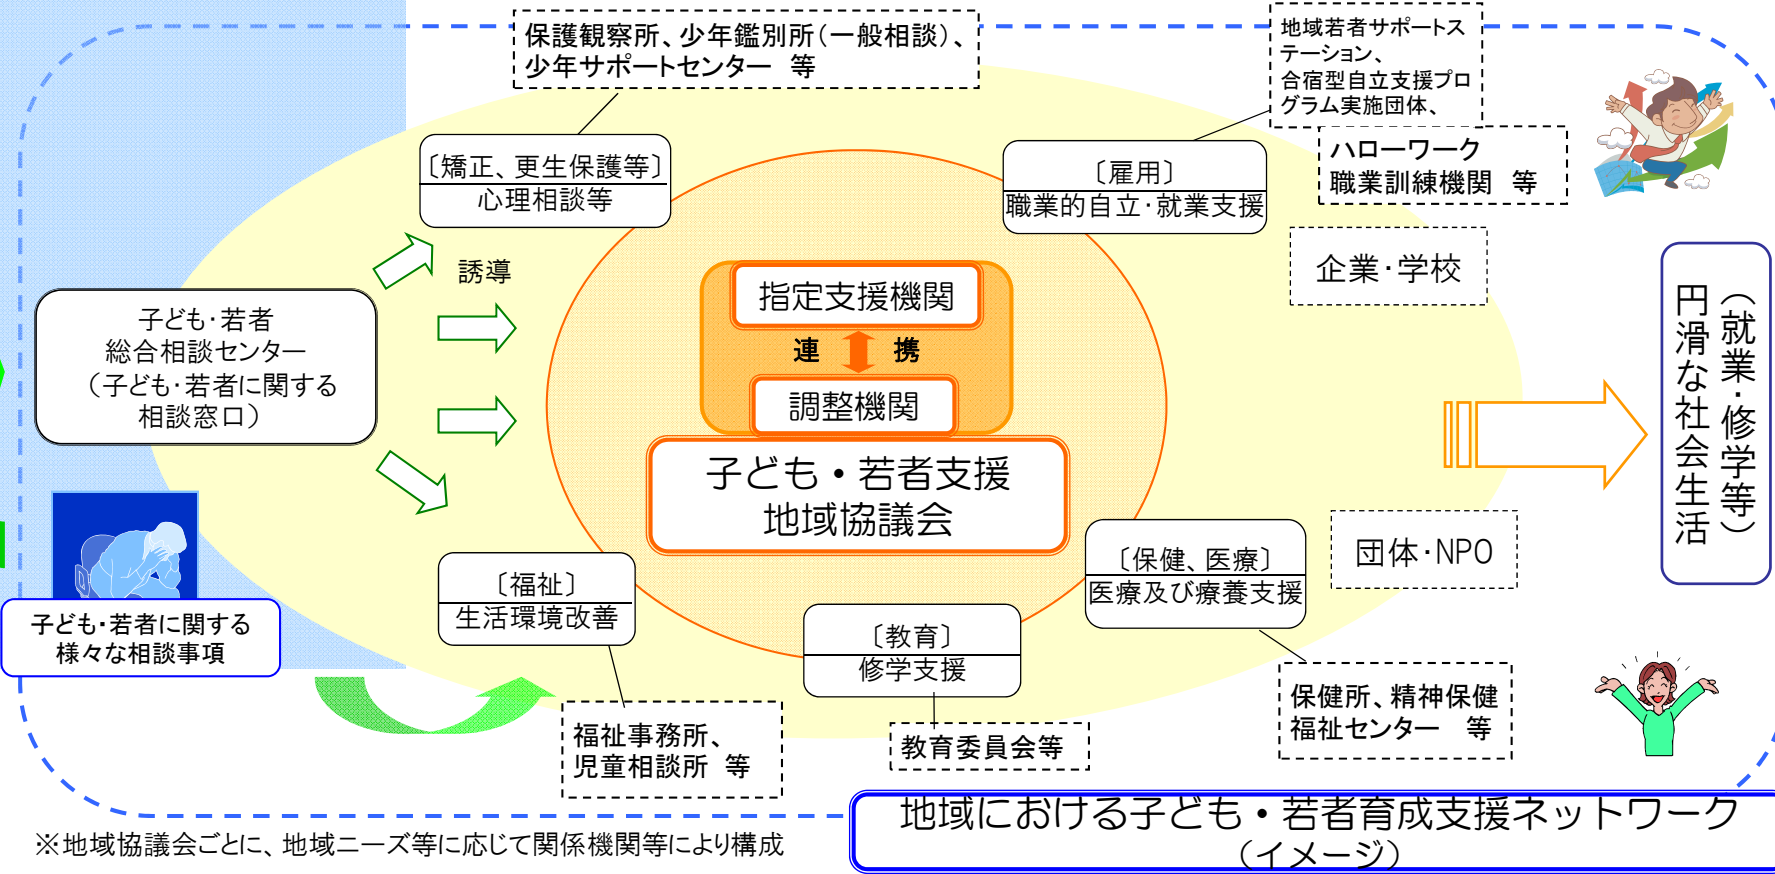 保護観察所、少年鑑別所(一般相談)、
少年サポートセンター 等
地域若者サポートス
テーション、
合宿型自立支援プロ
グラム実施団体、
ハローワーク
職業訓練機関 等
〔矯正、更生保護等〕
心理相談等
〔雇用〕
職業的自立・就業支援
誘導
企業・学校
指定支援機関
連 携
調整機関
子ども・若者支援
地域協議会
子ども・若者
総合相談センター
(子ども・若者に関する
相談窓口)
(就業・修学等)
円滑な社会生活
団体・NPO
〔保健、医療〕
医療及び療養支援
〔福祉〕
生活環境改善
〔教育〕
修学支援
子ども・若者に関する
様々な相談事項
保健所、精神保健
福祉センター 等
福祉事務所、
児童相談所 等
教育委員会等
地域における子ども・若者育成支援ネットワーク
(イメージ)
※地域協議会ごとに、地域ニーズ等に応じて関係機関等により構成